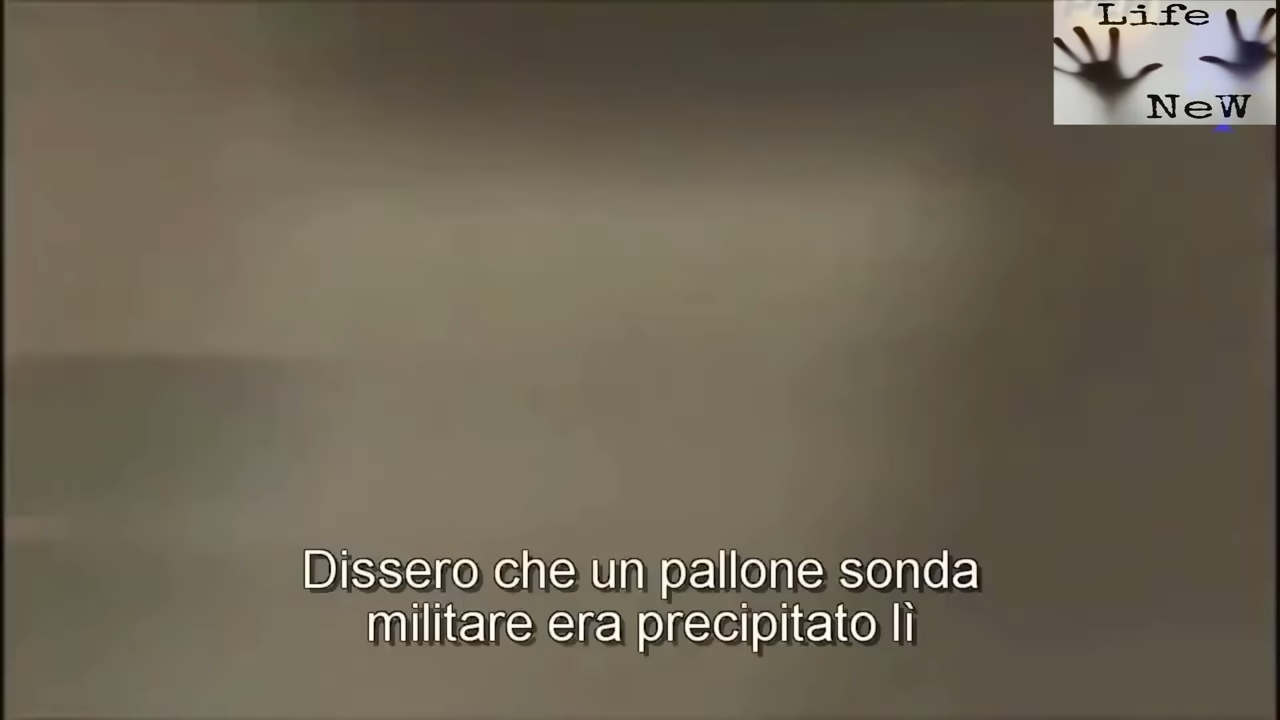 Life
NeW
Dissero che un pallone sonda
militare era precipitato lì